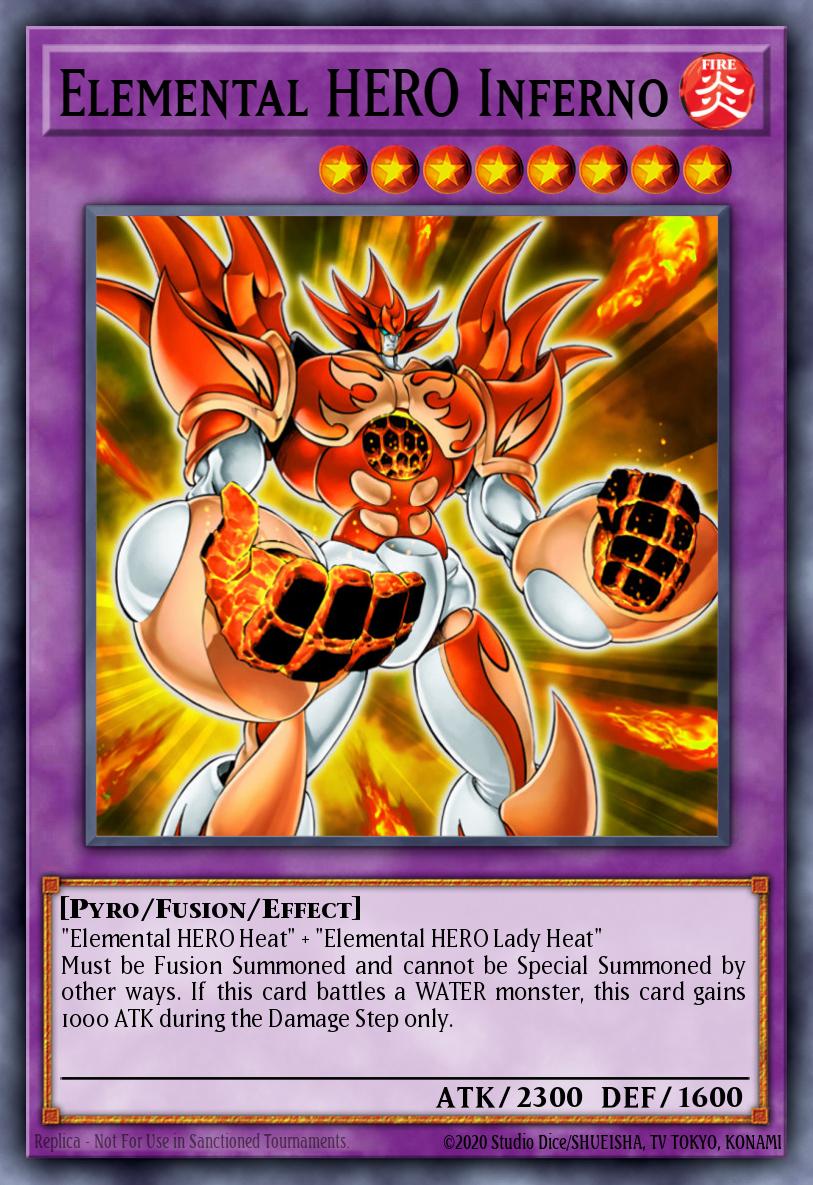 Elemental HERO Inferno
FIRE
炎
[Pyro/Fusion/Effect]
"Elemental HERO Heat" + "Elemental HERO Lady Heat"
Must be Fusion Summoned and cannot be Special Summoned by
other ways. If this card battles a WATER monster, this card gains
1000 ATK during the Damage Step only.
ATK/2300 DEF/1600
Replica - Not For Use in Sanctioned Tournaments.
©2020 Studio Dice/SHUEISHA, TV TOKYO, KONAMI